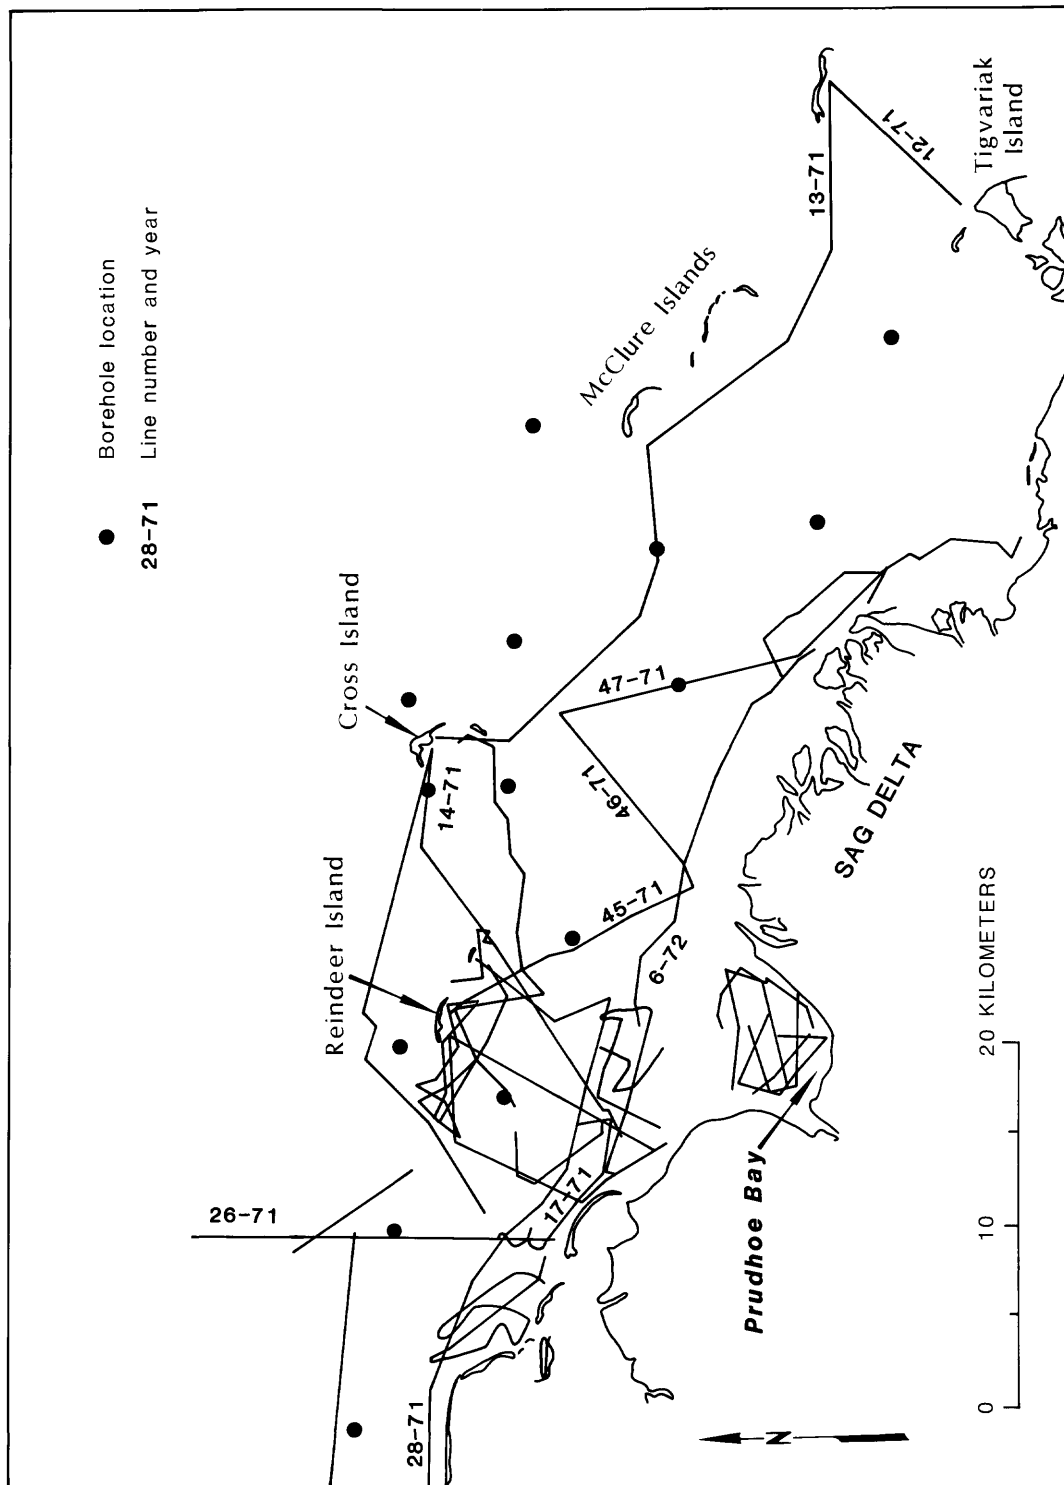 Borehole location
28-71 Line number and year
Tigvariak
Island
12-71
13-71
McClure Islands
Cross Island
47-71
46-71
14-71
SAG DELTA
Reindeer Island
45-71
6-72
26-71
17-71
Prudhoe Bay
28-71
0 10 20 KILOMETERS
N